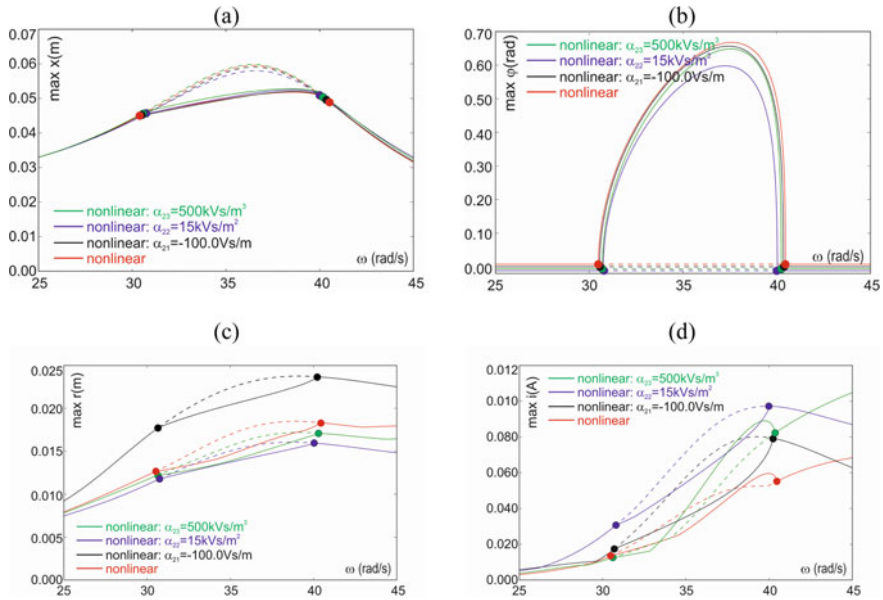 (a)
max x(m)
0.07
0.06
0.05
0.04
0.03
0.02
0.01
0.00
nonlinear: α₂₃=500kVs/m³
nonlinear: α₂₂=15kVs/m²
nonlinear: α₂₁=-100.0Vs/m
nonlinear
ω (rad/s)
25 30 35 40 45
(b)
max φ(rad)
0.70
0.60
0.50
0.40
0.30
0.20
0.10
0.00
nonlinear: α₂₃=500kVs/m³
nonlinear: α₂₂=15kVs/m²
nonlinear: α₂₁=-100.0Vs/m
nonlinear
ω (rad/s)
25 30 35 40 45
(c)
max r(m)
0.025
0.020
0.015
0.010
0.005
0.000
nonlinear: α₂₃=500kVs/m³
nonlinear: α₂₂=15kVs/m²
nonlinear: α₂₁=-100.0Vs/m
nonlinear
ω (rad/s)
25 30 35 40 45
(d)
max i(A)
0.0120
0.010
0.0080
0.0060
0.0040
0.0020
0.000
nonlinear: α₂₃=500kVs/m³
nonlinear: α₂₂=15kVs/m²
nonlinear: α₂₁=-100.0Vs/m
nonlinear
ω (rad/s)
25 30 35 40 45